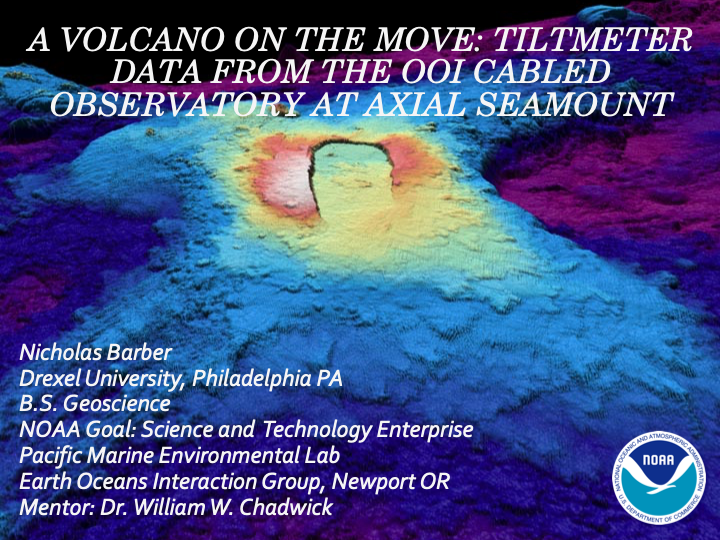 A VOLCANO ON THE MOVE: TILTMETER
DATA FROM THE OOI CABLED
OBSERVATORY AT AXIAL SEAMOUNT
Nicholas Barber
Drexel University, Philadelphia PA
B.S. Geoscience
NOAA Goal: Science and Technology Enterprise
Pacific Marine Environmental Lab
Earth Oceans Interaction Group, Newport OR
Mentor: Dr. William W. Chadwick
NATIONAL OCEANIC AND ATMOSPHERIC ADMINISTRATION
NOAA
U.S. DEPARTMENT OF COMMERCE